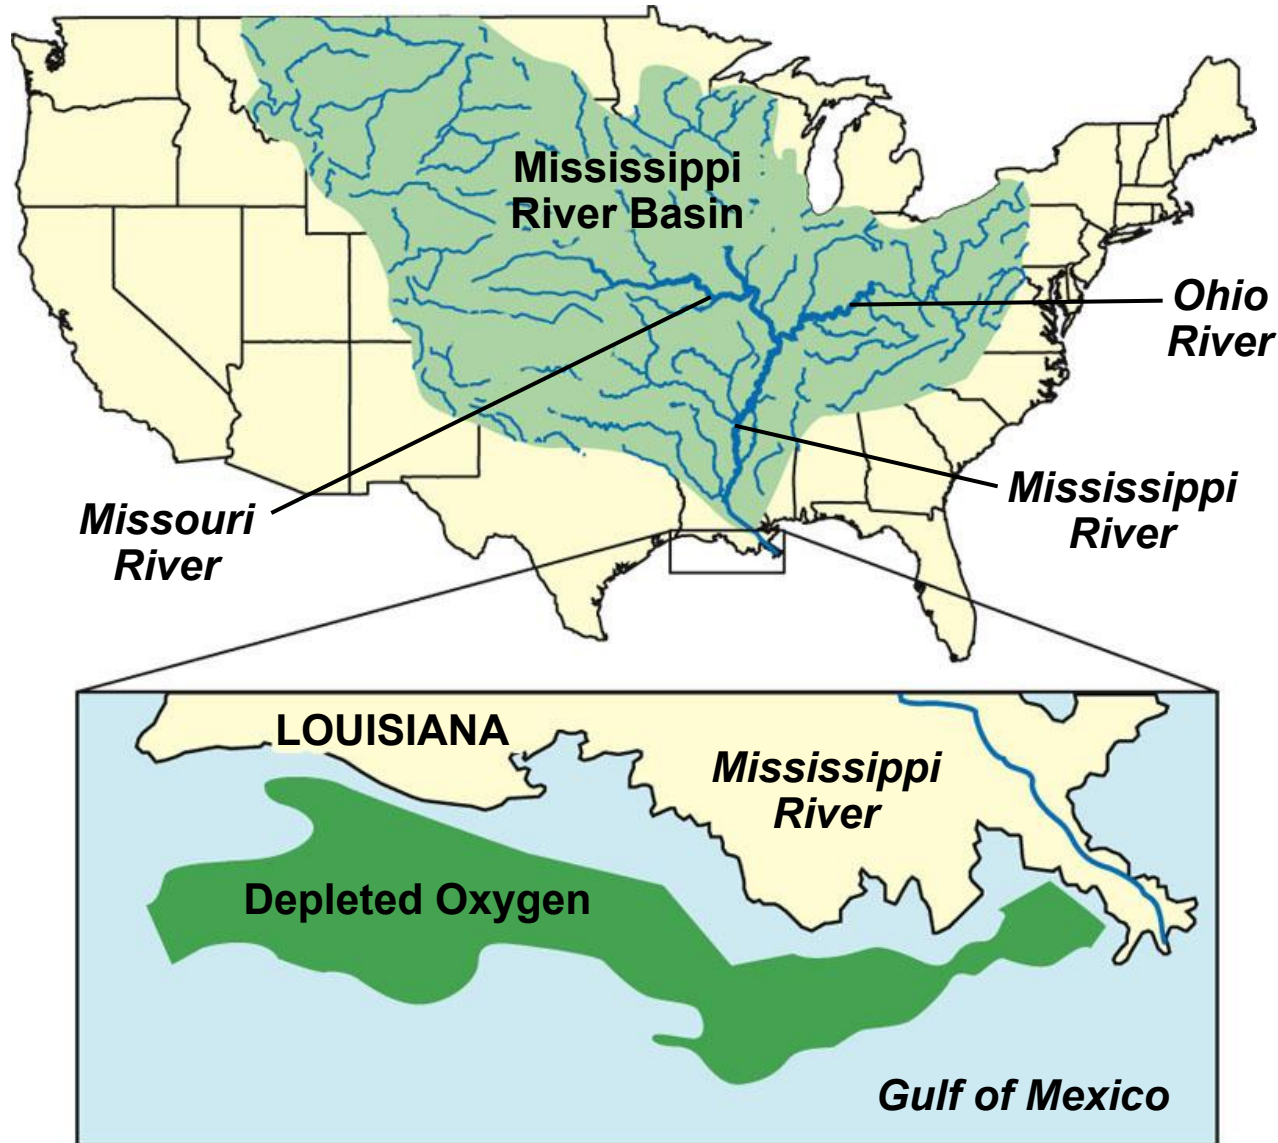 Mississippi
River Basin
Ohio
River
Missouri
River
Mississippi
River
LOUISIANA
Mississippi
River
Depleted Oxygen
Gulf of Mexico